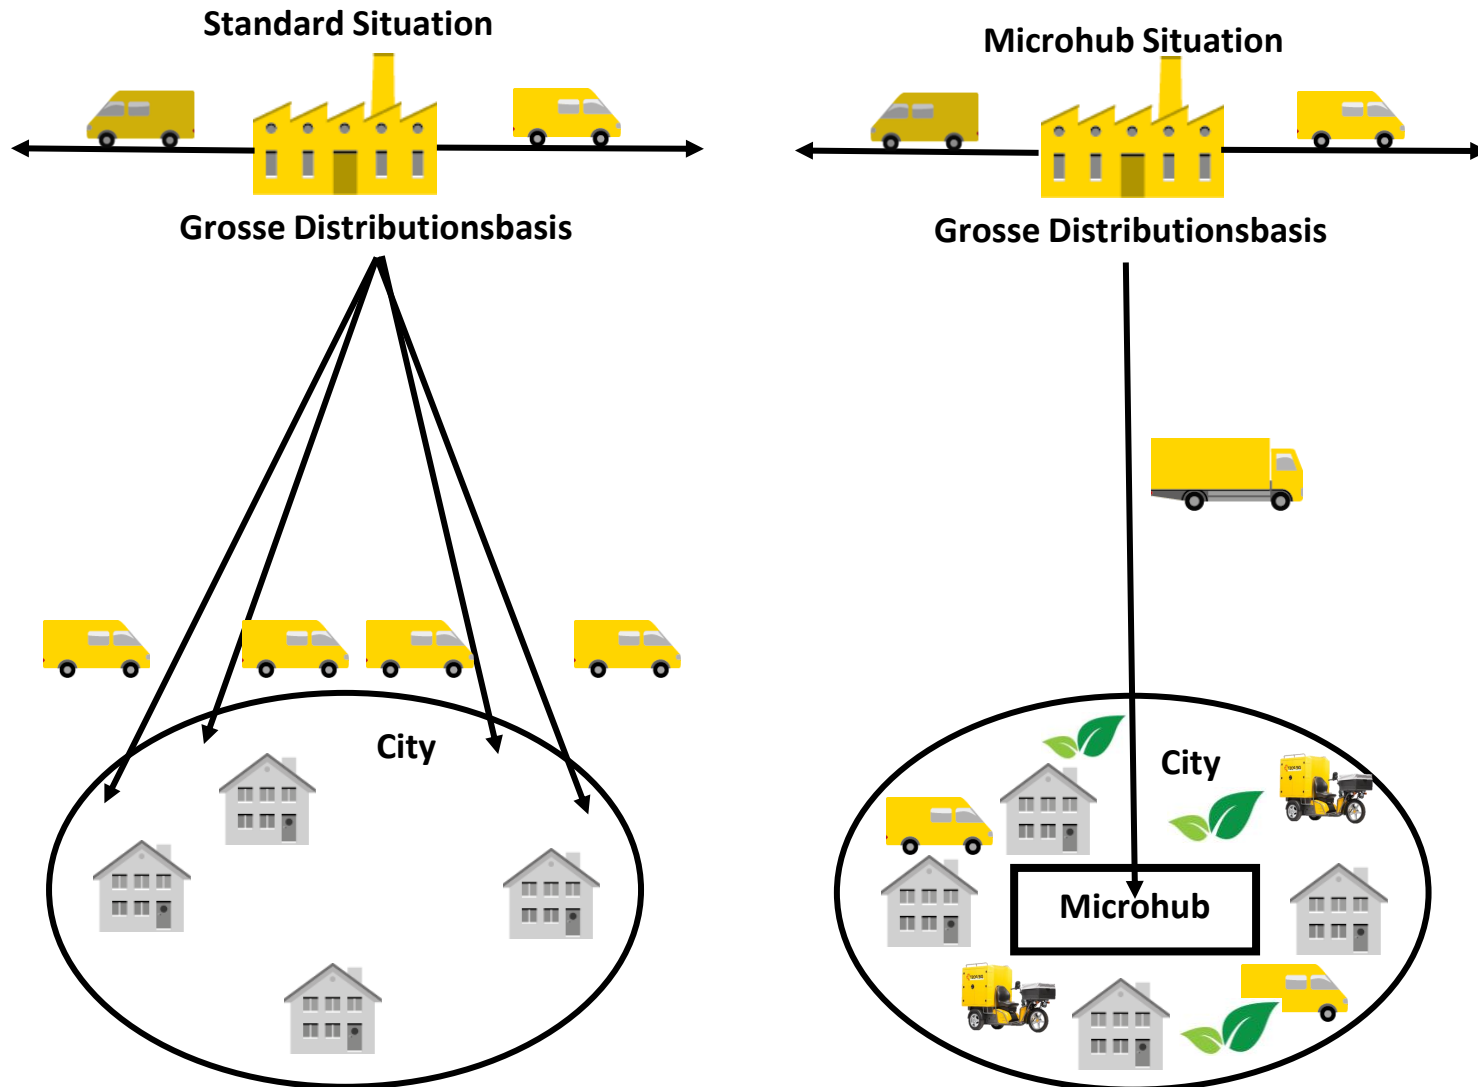 Standard Situation
Grosse Distributionsbasis
City
Microhub Situation
Grosse Distributionsbasis
City
Microhub